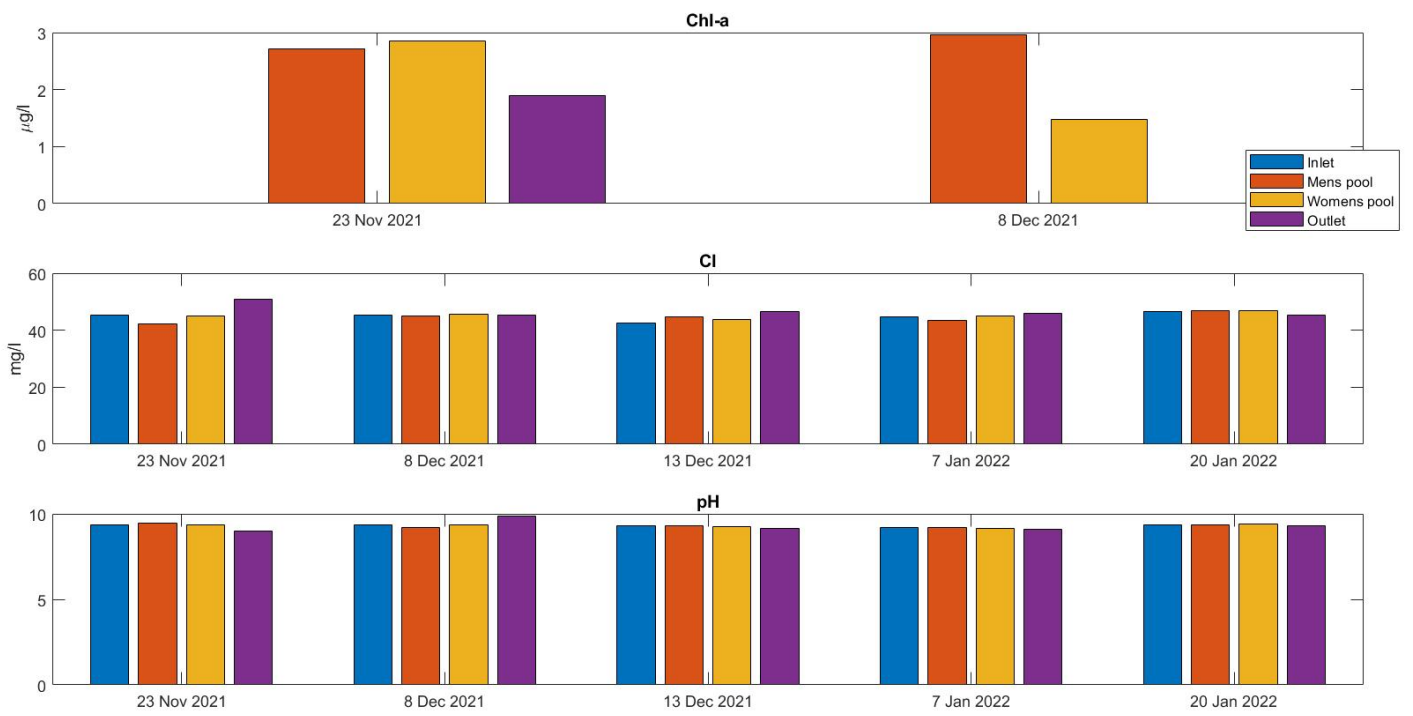 Chl-a
3
2
1
0
μg/l
23 Nov 2021 8 Dec 2021
Inlet
Mens pool
Womens pool
Outlet
Cl
60
40
20
0
mg/l
23 Nov 2021 8 Dec 2021 13 Dec 2021 7 Jan 2022 20 Jan 2022
pH
10
5
0
23 Nov 2021 8 Dec 2021 13 Dec 2021 7 Jan 2022 20 Jan 2022